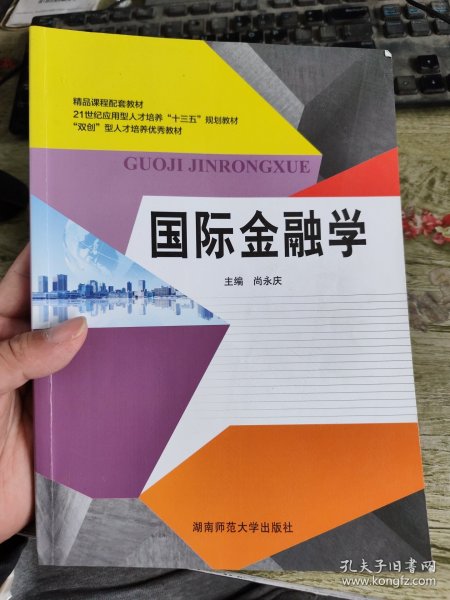 精品课程配套教材
21世纪应用型人才培养“十三五”规划教材
“双创”型人才培养优秀教材
GUOJI JINRONGXUE
国际金融学
主编 尚永庆
湖南师范大学出版社
孔夫子旧书网
www.kongfz.com